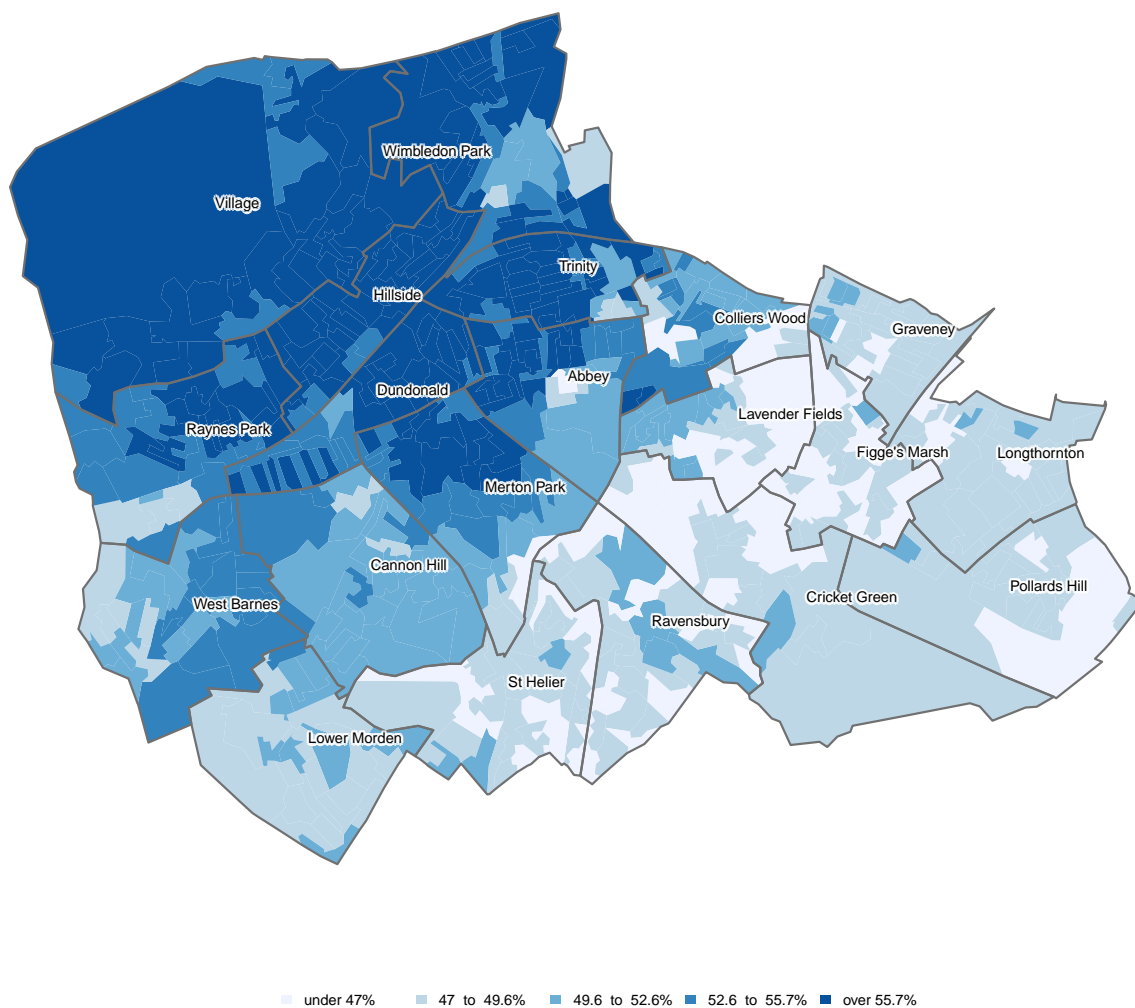 Wimbledon Park
Village
Trinity
Hillside
Colliers Wood
Graveney
Abbey
Dundonald
Lavender Fields
Raynes Park
Figge's Marsh
Longthornton
Merton Park
Cannon Hill
Pollards Hill
Cricket Green
West Barnes
Ravensbury
St Helier
Lower Morden
under 47% 47 to 49.6% 49.6 to 52.6% 52.6 to 55.7% over 55.7%